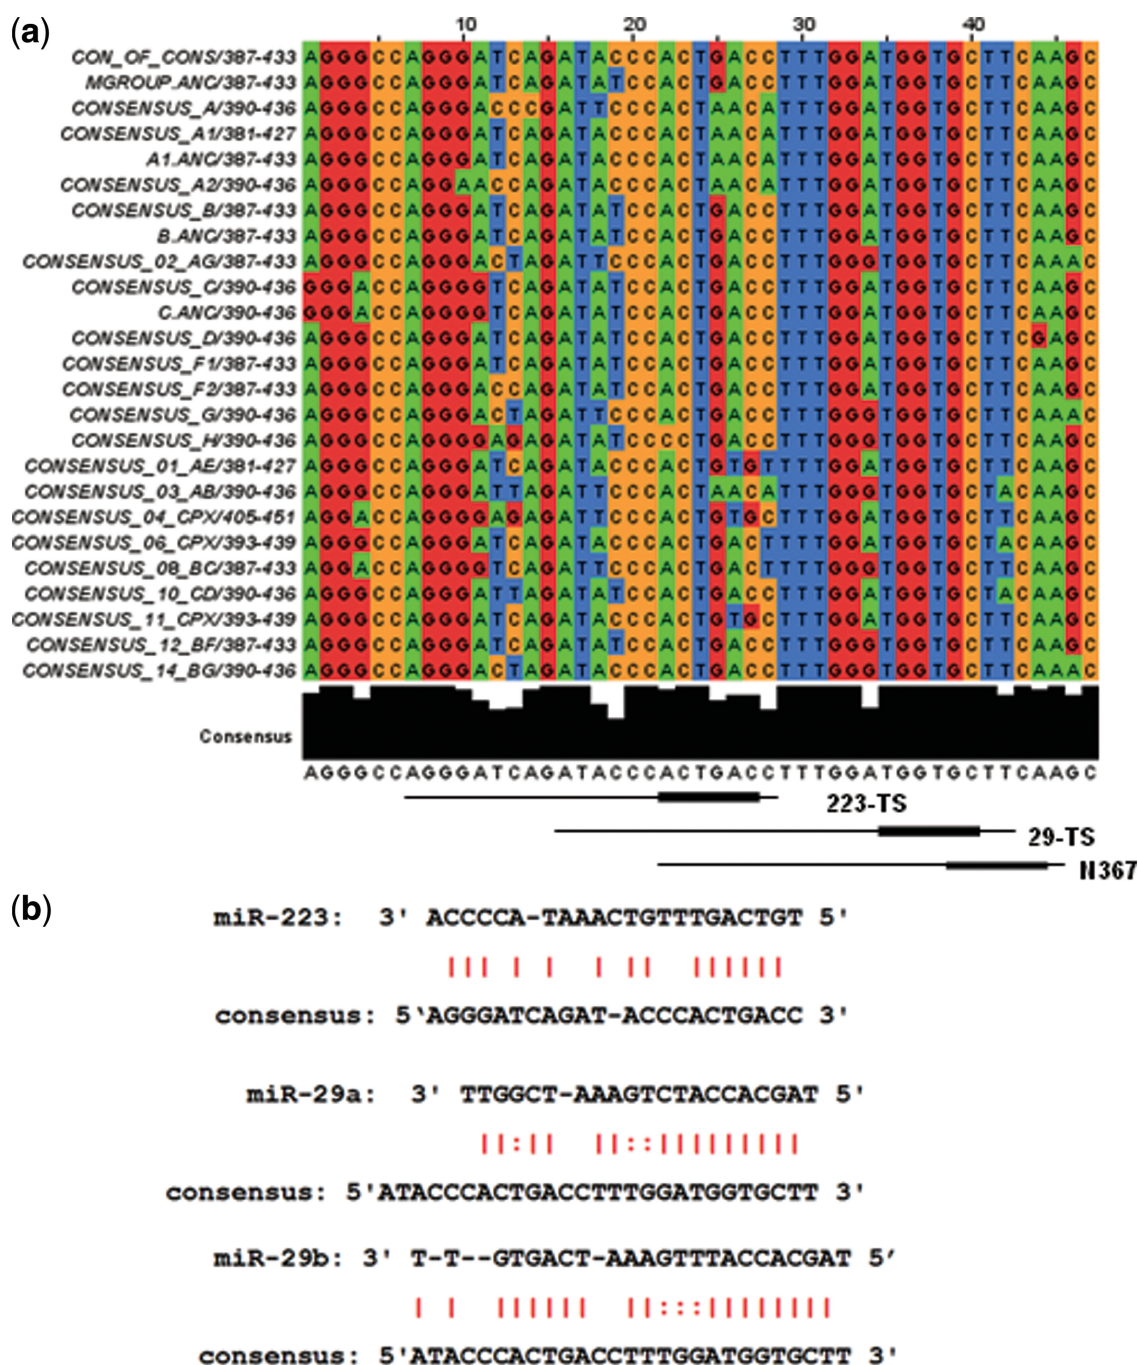 (a)
10 20 30 40
CON_OF_CONS/387-433 AGGGCCAGGGATCAGATACCCACTGACCTTTGGATGGTGCTTCAAGC
MGROUP.ANC/387-433 AGGGCCAGGGATCAGATATCCACTGACCTTTGGATGGTGCTTCAAGC
CONSENSUS_A/390-436 AGGGCCAGGGACCCGATTCCCACTAACATTTGGATGGTGCTTCAAGC
CONSENSUS_A1/381-427 AGGGCCAGGGATCAGATACCCACTAACATTTGGATGGTGCTTCAAGC
A1.ANC/387-433 AGGGCCAGGGATCAGATACCCACTAACATTTGGATGGTGCTTCAAGC
CONSENSUS_A2/390-436 AGGGCCAGGAACCAGATACCCACTAACATTTGGATGGTGCTTCAAGC
CONSENSUS_B/387-433 AGGGCCAGGGATCAGATATCCACTGACCTTTGGATGGTGCTTCAAGC
B.ANC/387-433 AGGGCCAGGGATCAGATATCCACTGACCTTTGGATGGTGCTTCAAGC
CONSENSUS_02_AG/387-433 AGGGCCAGGGACTAGATTCCCACTGACCTTTGGGTGGTGCTTCAAAC
CONSENSUS_C/390-436 GGGACCAGGGGTCAGATATCCACTGACCTTTGGATGGTGCTTCAAGC
C.ANC/390-436 GGGACCAGGGGTCAGATATCCACTGACCTTTGGATGGTGCTTCAAGC
CONSENSUS_D/390-436 AGGGCCAGGGATCAGATATCCACTGACCTTTGGATGGTGCTTCGAGC
CONSENSUS_F1/387-433 AGGGCCAGGGATCAGATATCCACTGACCTTTGGATGGTGCTTCAAGC
CONSENSUS_F2/387-433 AGGGCCAGGGACCAGATATCCACTGACCTTTGGATGGTGCTTCAAGC
CONSENSUS_G/390-436 AGGGCCAGGGACTAGATTCCCACTGACCTTTGGGTGGTGCTTCAAAC
CONSENSUS_H/390-436 AGGGCCAGGGGAGAGATATCCCCTGACCTTTGGGTGGTGCTTCAAGC
CONSENSUS_01_AE/381-427 AGGGCCAGGGATCAGATACCCACTGTGTTTTGGATGGTGCTTCAAGC
CONSENSUS_03_AB/390-436 AGGGCCAGGGATTAGATTCCCACTAACATTTGGGTGGTGCTACAAGC
CONSENSUS_04_CPX/405-451 AGGACCAGGGGAGAGATTCCCACTGTGCTTTGGATGGTGCTTCAAGC
CONSENSUS_06_CPX/393-439 AGGGCCAGGGATCAGATACCCACTGACTTTTGGATGGTGCTACAAGC
CONSENSUS_08_BC/387-433 AGGACCAGGGGTCAGATTCCCACTGACTTTTGGGTGGTGCTTCAAGC
CONSENSUS_10_CD/390-436 AGGGCCAGGGATTAGATATCCACTGACCTTTGGATGGTGCTACAAGC
CONSENSUS_11_CPX/393-439 AGGGCCAGGGATCAGATACCCACTGTGCTTTGGATGGTGCTTCAAGC
CONSENSUS_12_BF/387-433 AGGGCCAGGGATCAGATATCCACTGACCTTTGGGTGGTGCTTCAAGC
CONSENSUS_14_BG/390-436 AGGGCCAGGGACTAGATACCCACTGACCTTTGGGTGGTGCTTCAAAC
Consensus
AGGGCCAGGGATCAGATACCCACTGACCTTTGGATGGTGCTTCAAGC
223-TS
29-TS
N367
(b)
miR-223: 3' ACCCCA-TAAACTGTTTGACTGT 5'
consensus: 5‘AGGGATCAGAT-ACCCACTGACC 3'
miR-29a: 3' TTGGCT-AAAGTCTACCACGAT 5'
consensus: 5'ATACCCACTGACCTTTGGATGGTGCTT 3'
miR-29b: 3' T-T--GTGACT-AAAGTTTACCACGAT 5’
consensus: 5'ATACCCACTGACCTTTGGATGGTGCTT 3'